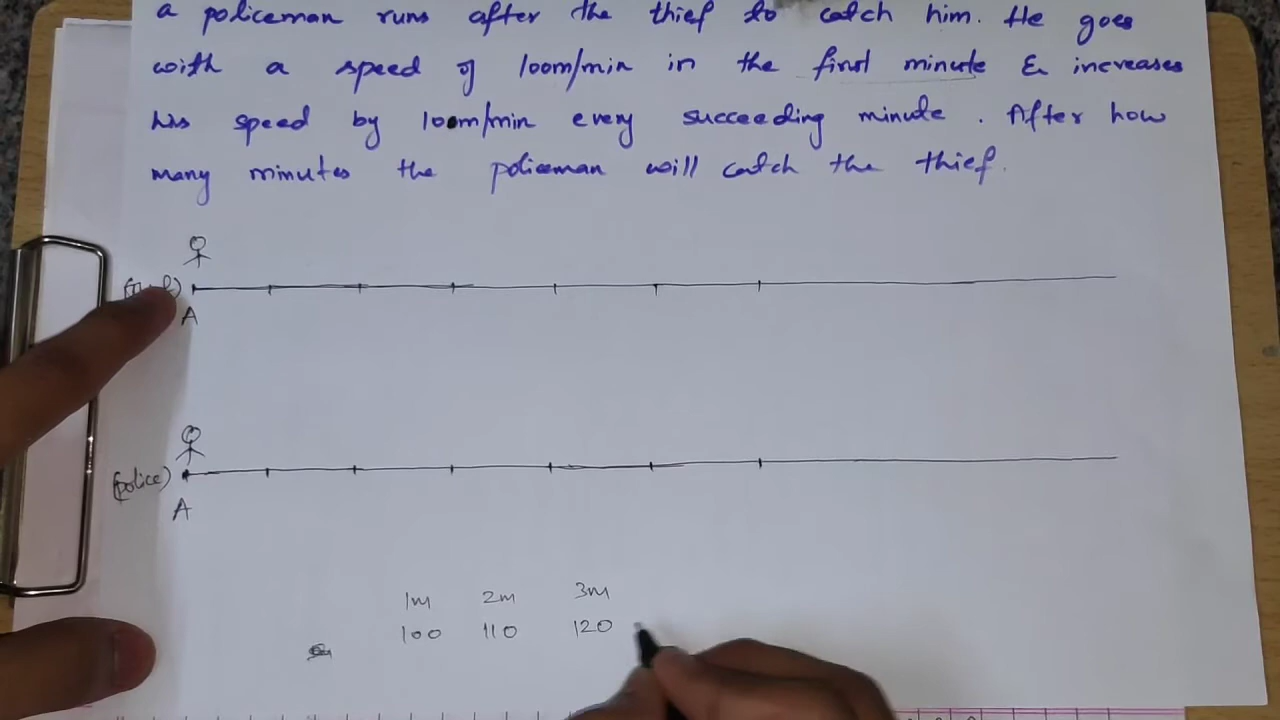 a policeman runs after the thief to catch him. He goes
with a speed of 100m/min in the first minute & increases
his speed by 10m/min every succeeding minute. After how
many minutes the policeman will catch the thief.
A
(police)
A
1m 2m 3m
100 110 120